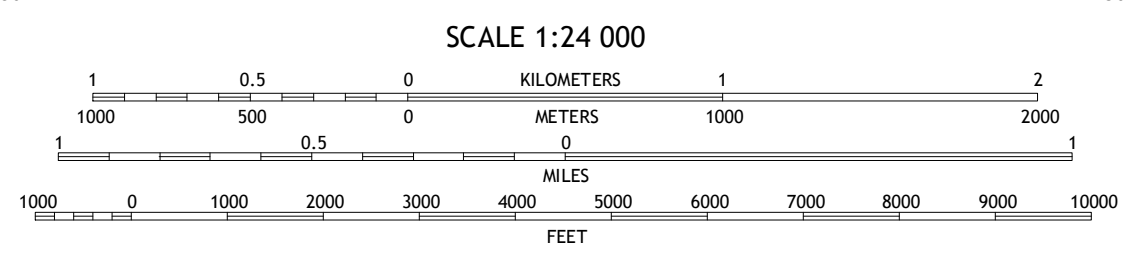 SCALE 1:24 000
1 0.5 0 KILOMETERS 1 2
1000 500 0 METERS 1000 2000
1 0.5 0 1
MILES
1000 0 1000 2000 3000 4000 5000 6000 7000 8000 9000 10000
FEET